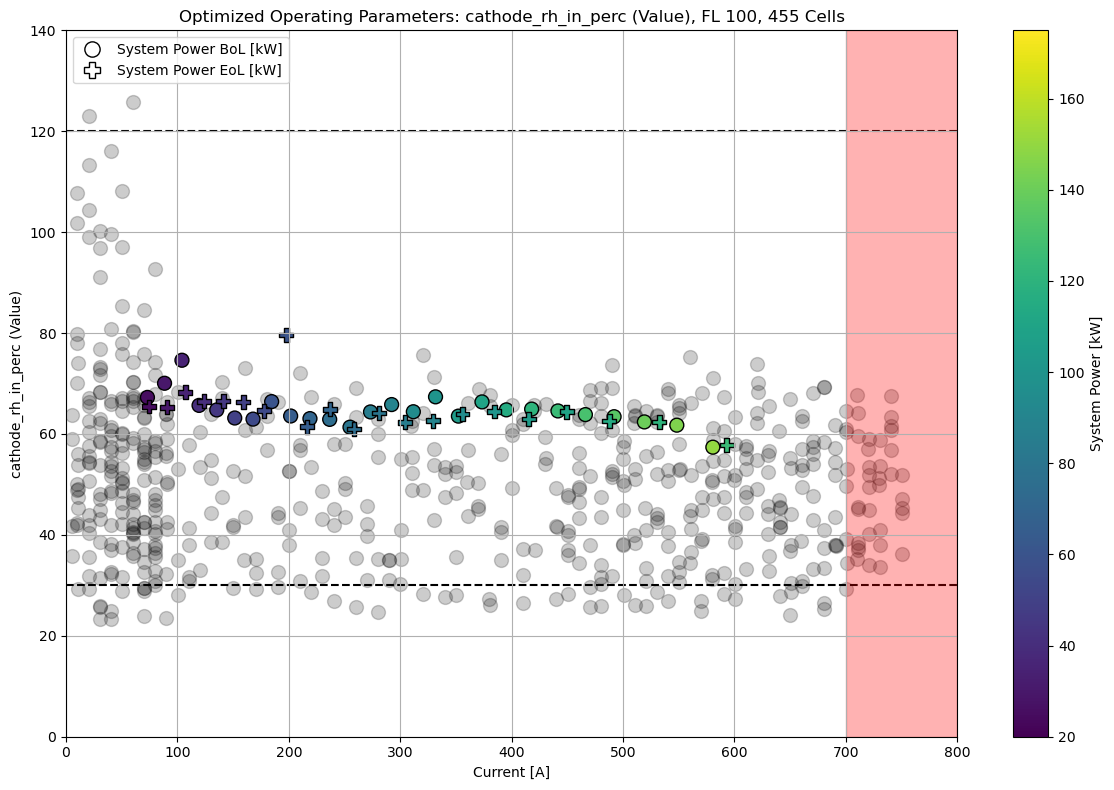 Optimized Operating Parameters: cathode_rh_in_perc (Value), FL 100, 455 Cells
System Power BoL [kW]
System Power EoL [kW]
cathode_rh_in_perc (Value)
140
120
100
80
60
40
20
0
0 100 200 300 400 500 600 700 800
Current [A]
160
140
120
100
80
60
40
20
System Power [kW]